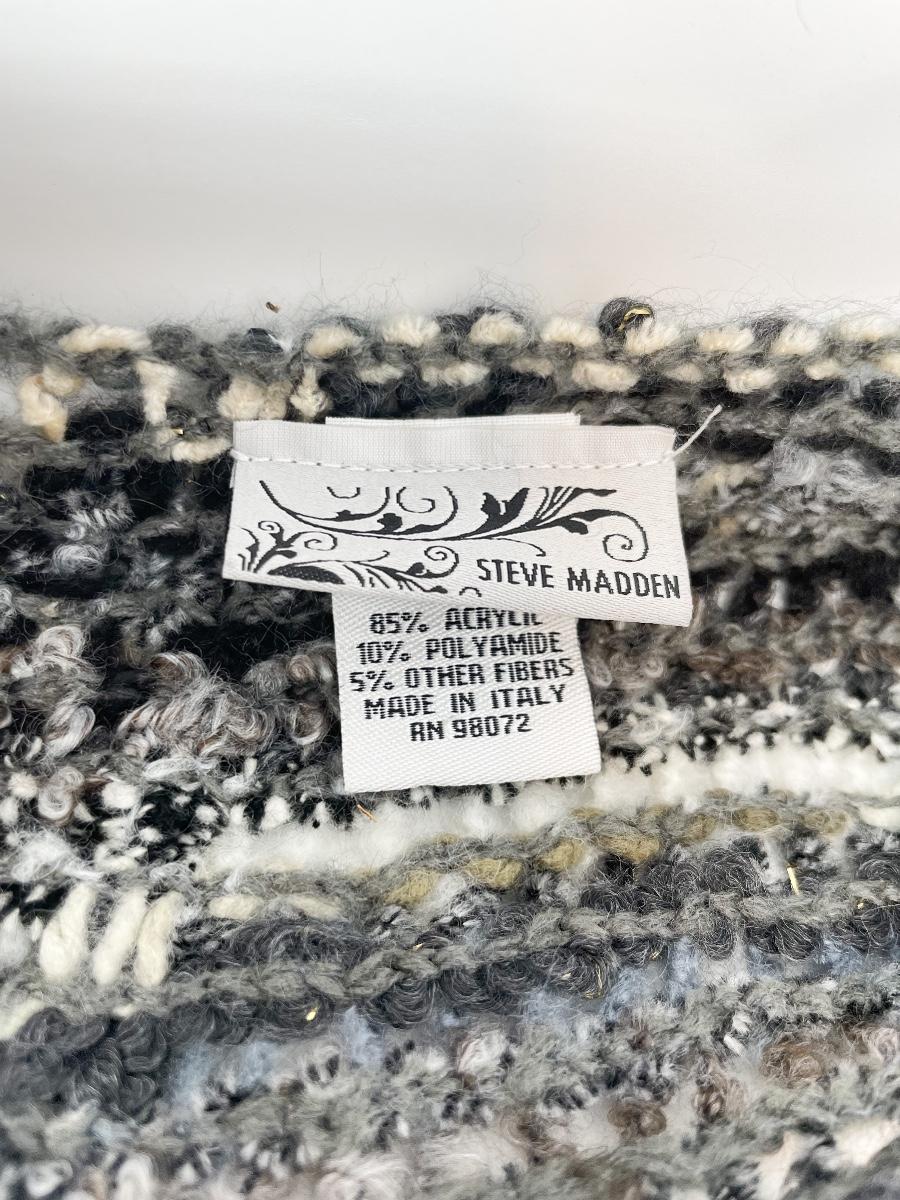 STEVE MADDEN
85% ACRYLIC
10% POLYAMIDE
5% OTHER FIBERS
MADE IN ITALY
RN 98072